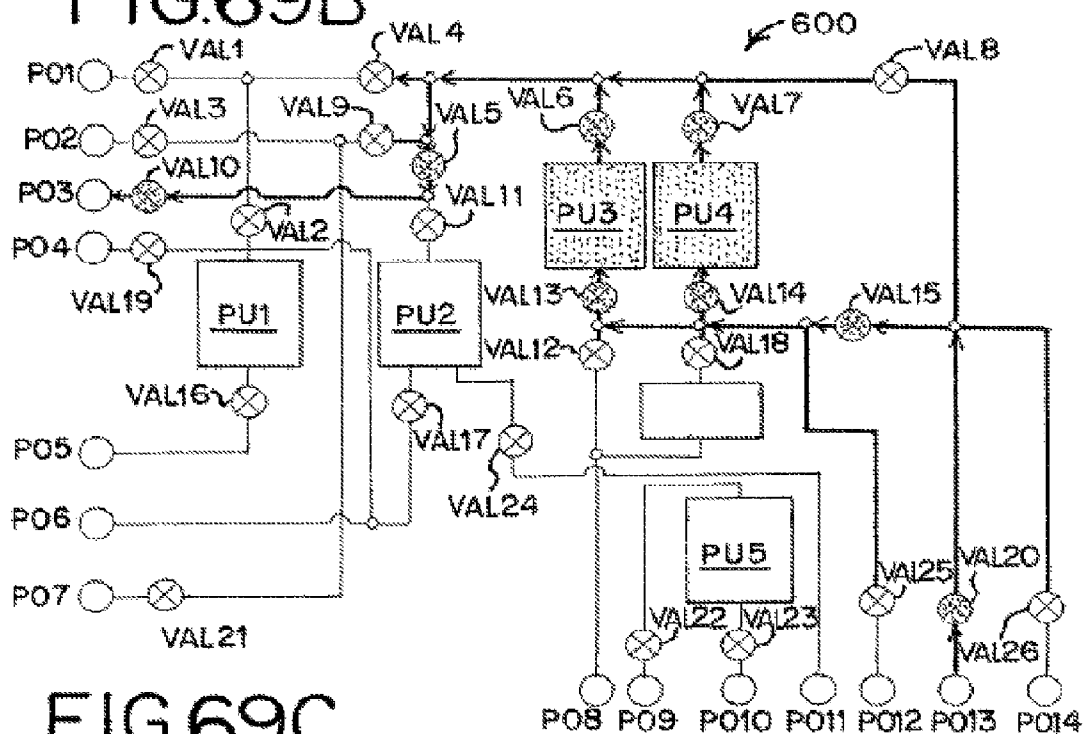 FIG.69B
600
VAL1
VAL4
VAL8
PO1
VAL6
VAL7
VAL3
VAL9
VAL5
PO2
VAL10
PO3
VAL11
PU3
PU4
VAL2
PO4
VAL19
VAL13
VAL14
VAL15
PU1
PU2
VAL12
VAL18
VAL16
VAL17
PO5
VAL24
PO6
PU5
VAL25
VAL20
PO7
VAL22
VAL23
VAL21
VAL26
FIG.69C
PO8 PO9 PO10 PO11 PO12 PO13 PO14